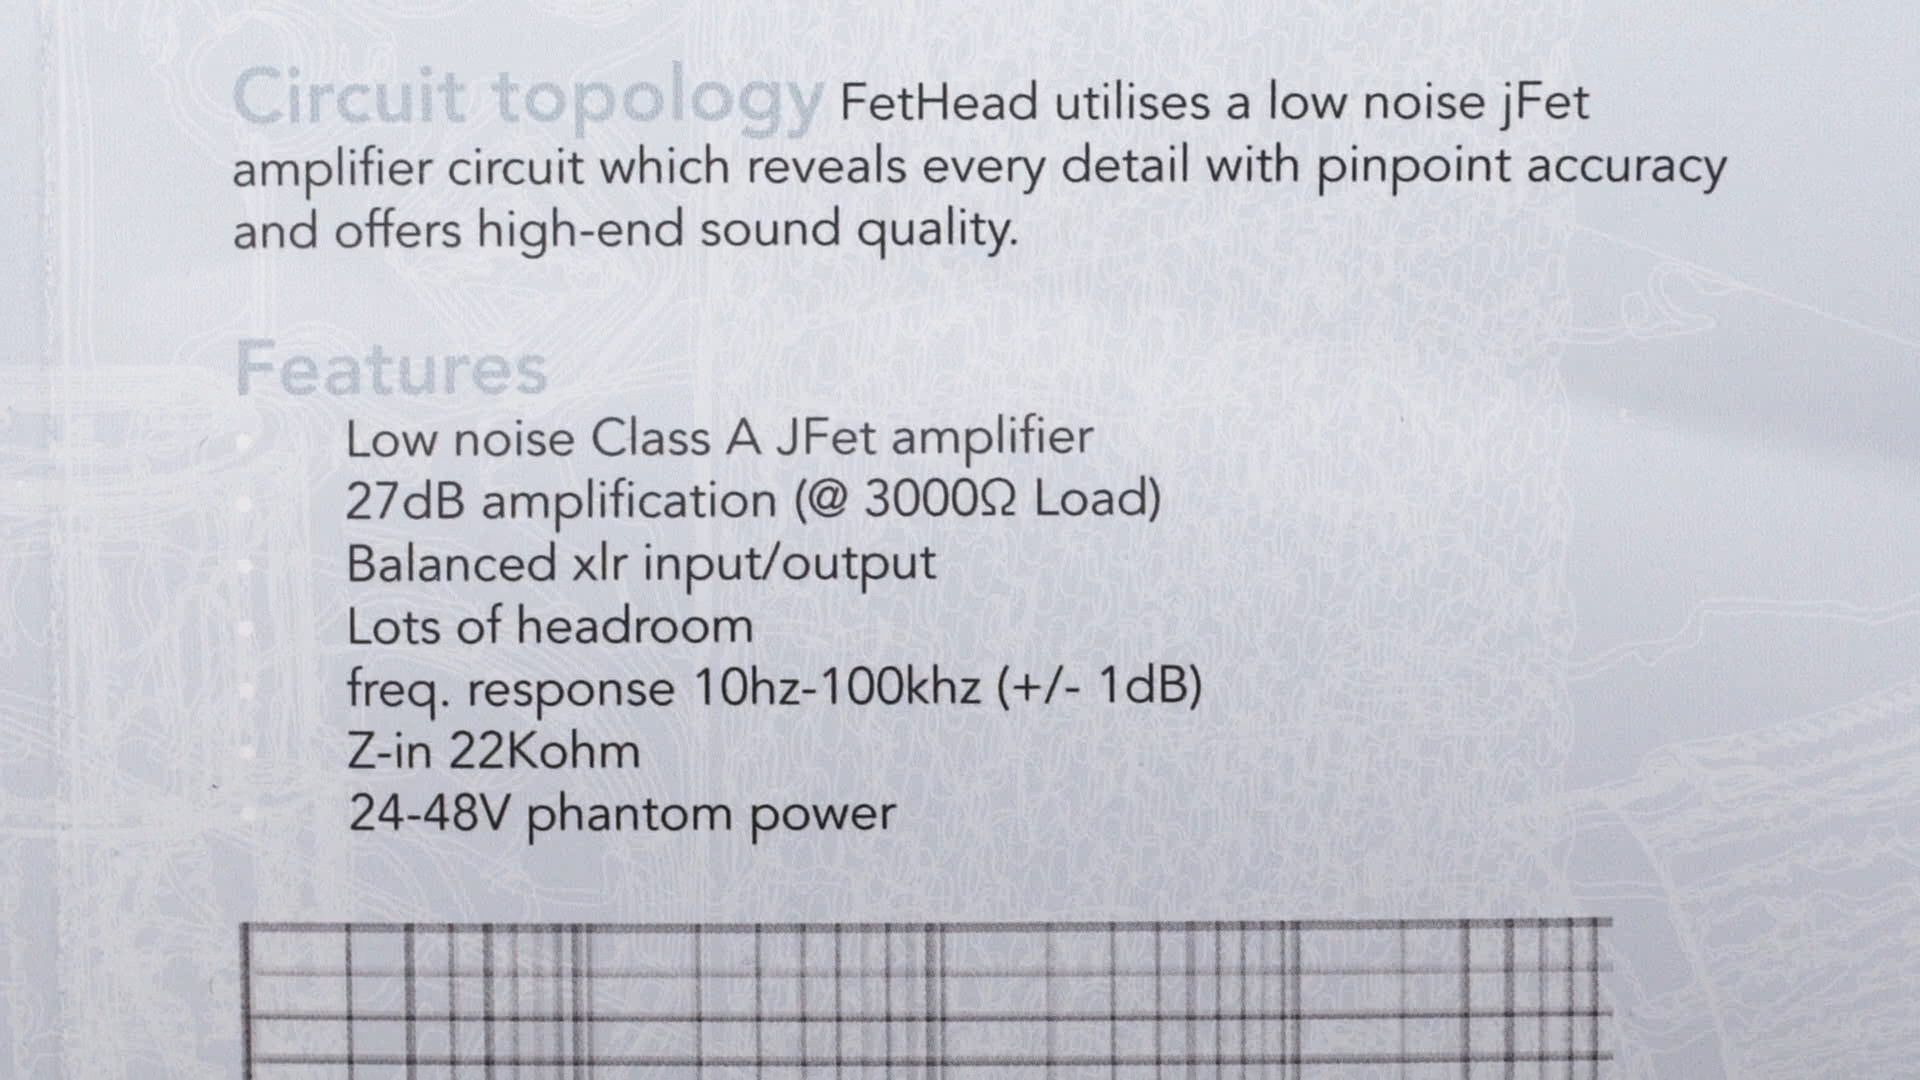 Circuit topology FetHead utilises a low noise jFet
amplifier circuit which reveals every detail with pinpoint accuracy
and offers high-end sound quality.
Features
Low noise Class A JFet amplifier
27dB amplification (@ 3000Ω Load)
Balanced xlr input/output
Lots of headroom
freq. response 10hz-100khz (+/- 1dB)
Z-in 22Kohm
24-48V phantom power